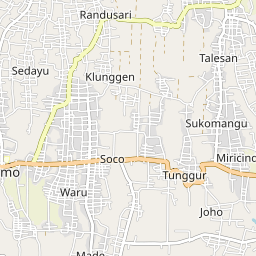 Randusari
Talesan
Sedayu
Klunggen
Sukomangu
Soco
Miricino
mo
Tunggur
Waru
Joho
Made